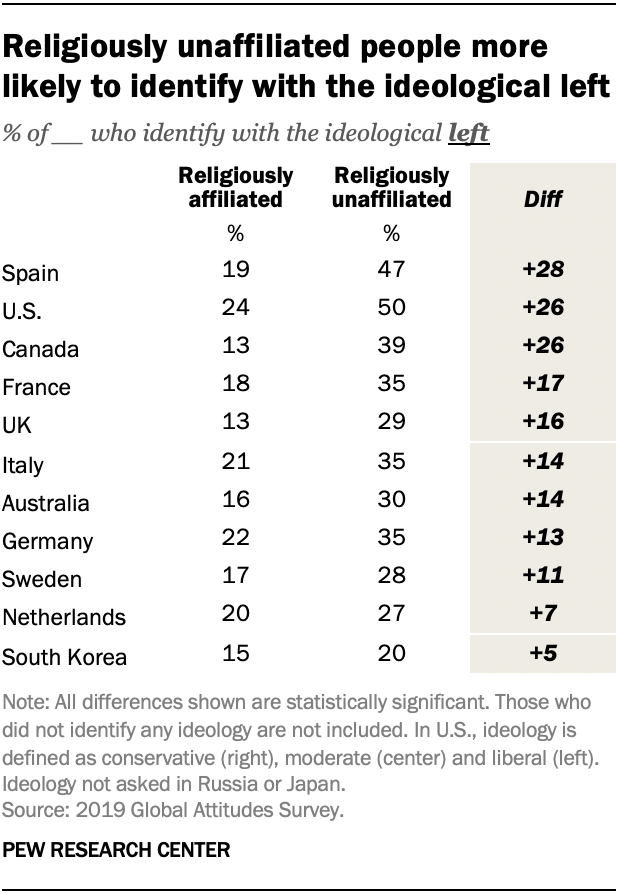 Religiously unaffiliated people more
likely to identify with the ideological left
% of __ who identify with the ideological left
Religiously affiliated Religiously unaffiliated Diff
% %
Spain 19 47 +28
U.S. 24 50 +26
Canada 13 39 +26
France 18 35 +17
UK 13 29 +16
Italy 21 35 +14
Australia 16 30 +14
Germany 22 35 +13
Sweden 17 28 +11
Netherlands 20 27 +7
South Korea 15 20 +5
Note: All differences shown are statistically significant. Those who
did not identify any ideology are not included. In U.S., ideology is
defined as conservative (right), moderate (center) and liberal (left).
Ideology not asked in Russia or Japan.
Source: 2019 Global Attitudes Survey.
PEW RESEARCH CENTER